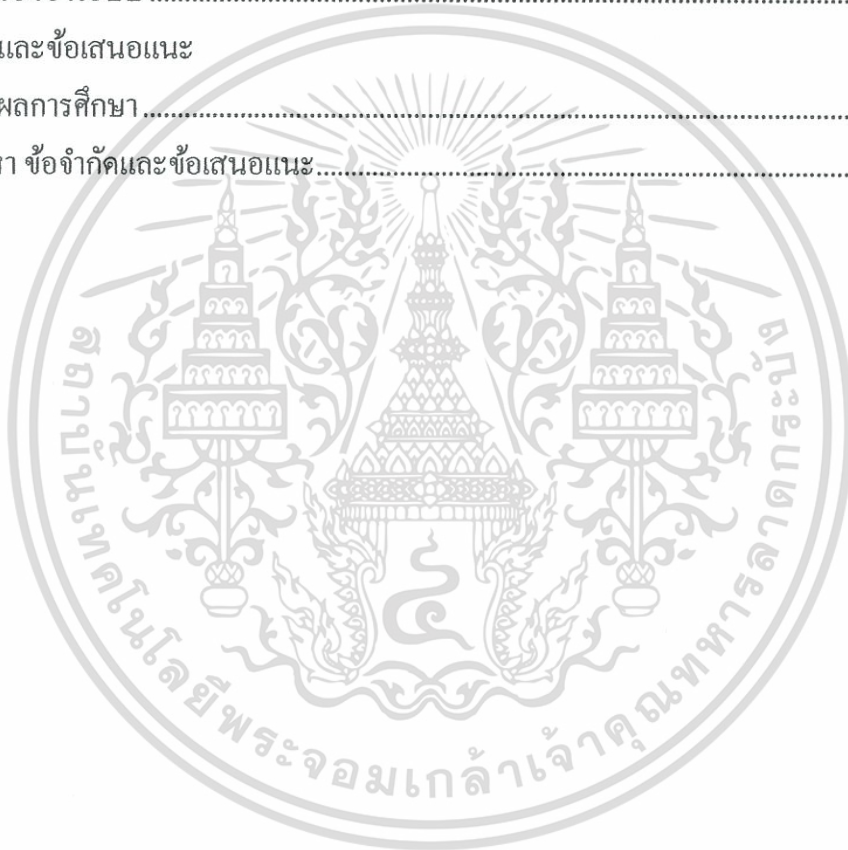 และข้อเสนอแนะ
ผลการศึกษา
ข้อจำกัดและข้อเสนอแนะ
สถาบันเทคโนโลยีพระจอมเกล้าเจ้าคุณทหารลาดกระบัง